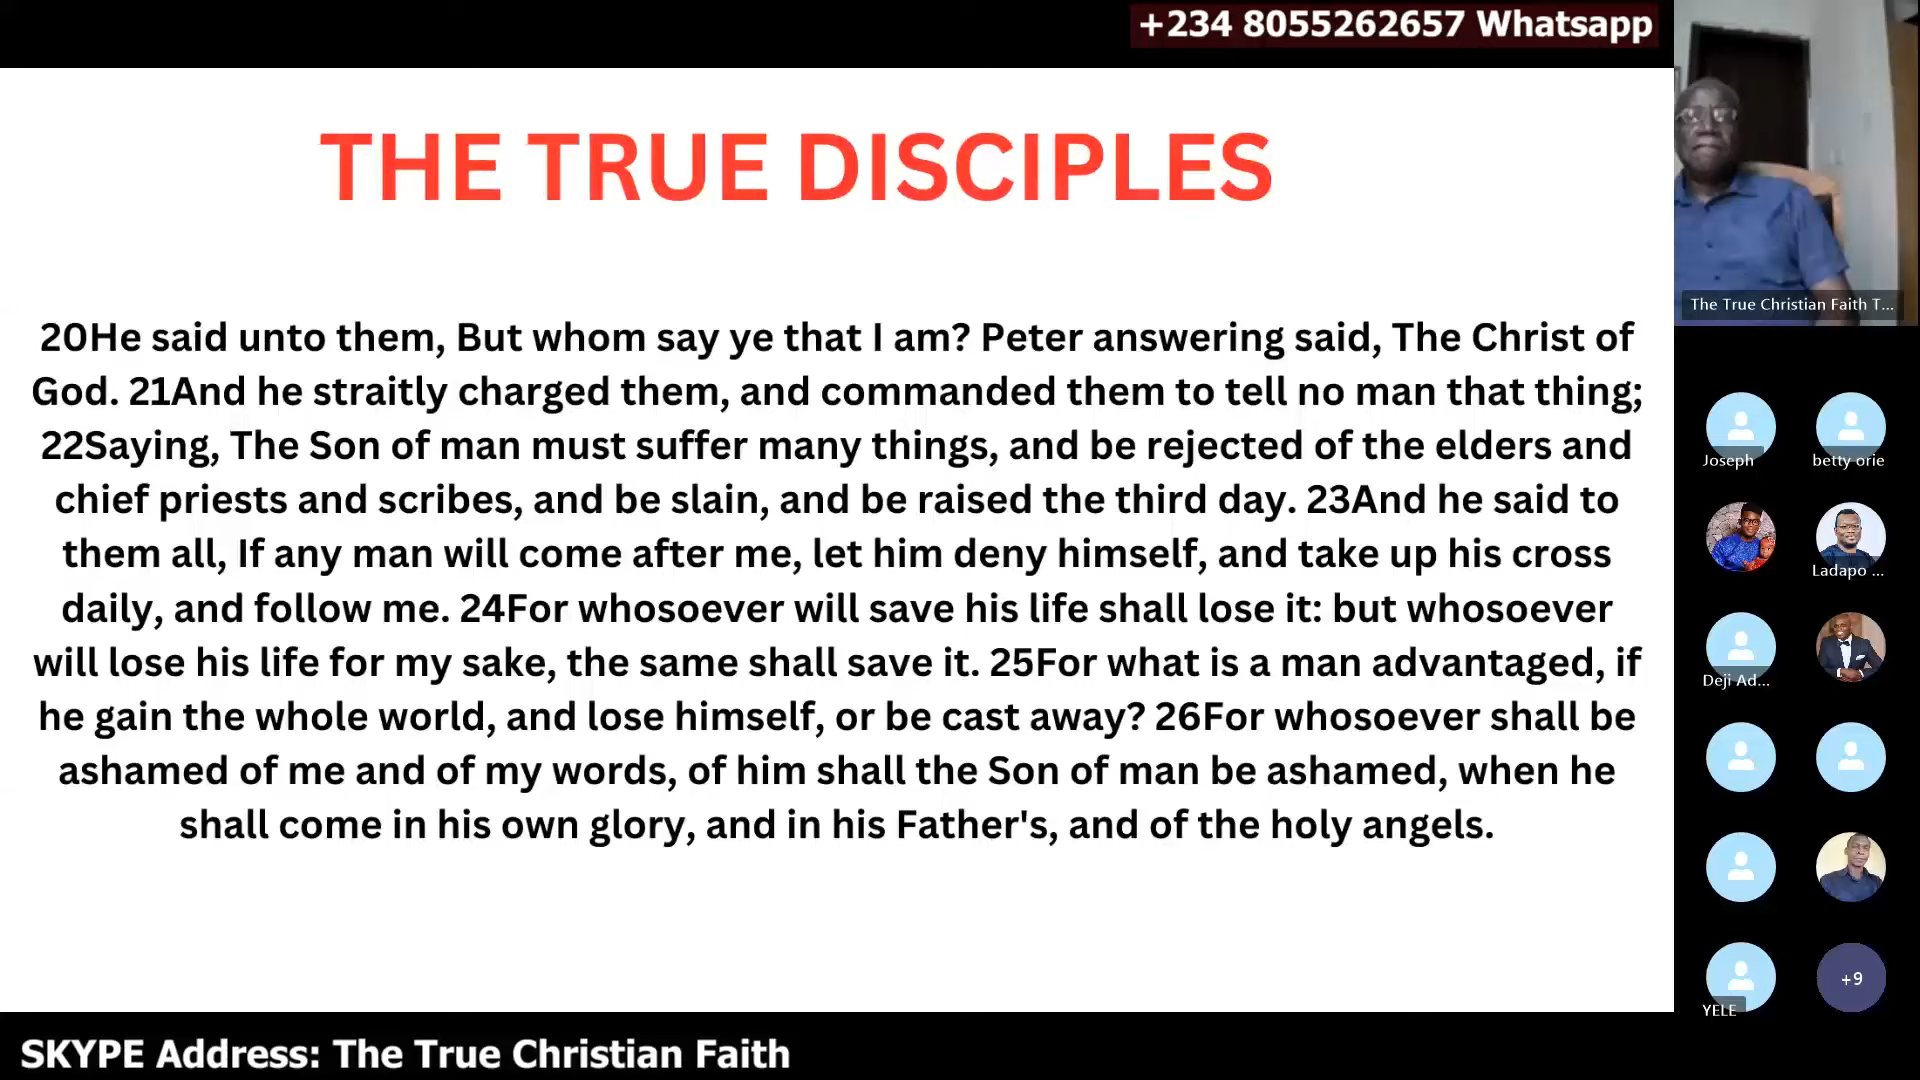 +234 8055262657 Whatsapp
THE TRUE DISCIPLES
20He said unto them, But whom say ye that I am? Peter answering said, The Christ of
God. 21And he straitly charged them, and commanded them to tell no man that thing;
22Saying, The Son of man must suffer many things, and be rejected of the elders and
chief priests and scribes, and be slain, and be raised the third day. 23And he said to
them all, If any man will come after me, let him deny himself, and take up his cross
daily, and follow me. 24For whosoever will save his life shall lose it: but whosoever
will lose his life for my sake, the same shall save it. 25For what is a man advantaged, if
he gain the whole world, and lose himself, or be cast away? 26For whosoever shall be
ashamed of me and of my words, of him shall the Son of man be ashamed, when he
shall come in his own glory, and in his Father's, and of the holy angels.
The True Christian Faith T...
Joseph
betty orie
Ladapo ...
Deji Ad...
YELE
+9
SKYPE Address: The True Christian Faith